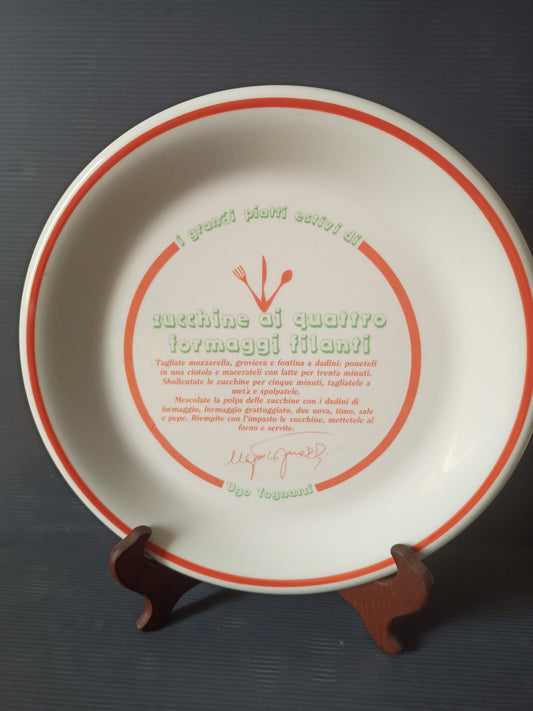 i grandi piatti estivi di
zucchine ai quattro
formaggi filanti
Tagliate mozzarella, groviera e fontina a dadini; poneteli
in una ciotola e macerateli con latte per trenta minuti.
Sbollentate le zucchine per cinque minuti, tagliatele a
metà e spolpatele.
Mescolate la polpa delle zucchine con i dadini di
formaggio, formaggio grattuggiato, due uova, timo, sale
e pepe. Riempite con l'impasto le zucchine, mettetele al
forno e servite.
Ugo Tognazzi
Ugo Tognazzi